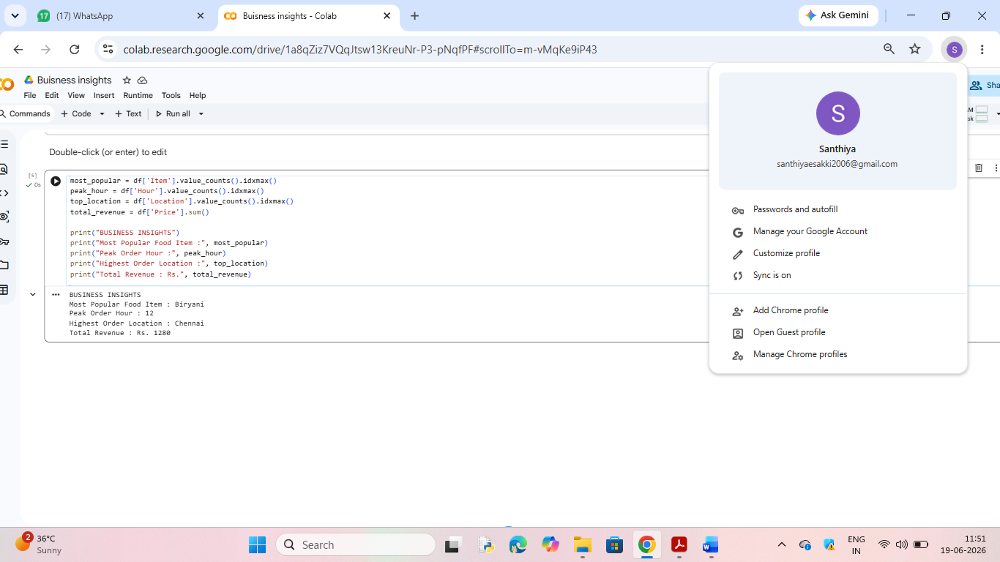 (17) WhatsApp
Buisness insights - Colab
Ask Gemini
colab.research.google.com/drive/1a8qZiz7VQqJtsw13KreuNr-P3-pNqfPF#scrollTo=m-vMqKe9iP43
S
Buisness insights
File Edit View Insert Runtime Tools Help
Sha
Commands + Code + Text Run all
Double-click (or enter) to edit
[5]
0s
most_popular = df['Item'].value_counts().idxmax()
peak_hour = df['Hour'].value_counts().idxmax()
top_location = df['Location'].value_counts().idxmax()
total_revenue = df['Price'].sum()
print("BUSINESS INSIGHTS")
print("Most Popular Food Item :", most_popular)
print("Peak Order Hour :", peak_hour)
print("Highest Order Location :", top_location)
print("Total Revenue : Rs.", total_revenue)
BUSINESS INSIGHTS
Most Popular Food Item : Biryani
Peak Order Hour : 12
Highest Order Location : Chennai
Total Revenue : Rs. 1280
S
Santhiya
santhiyaesakki2006@gmail.com
Passwords and autofill
Manage your Google Account
Customize profile
Sync is on
Add Chrome profile
Open Guest profile
Manage Chrome profiles
2
36°C
Sunny
Search
ENG
IN
11:51
19-06-2026